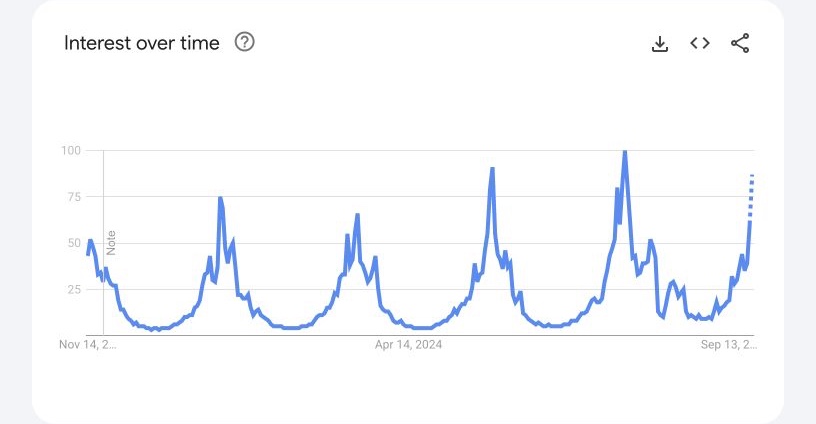 Interest over time
100
75
50
25
Note
Nov 14, 2...
Apr 14, 2024
Sep 13, 2...